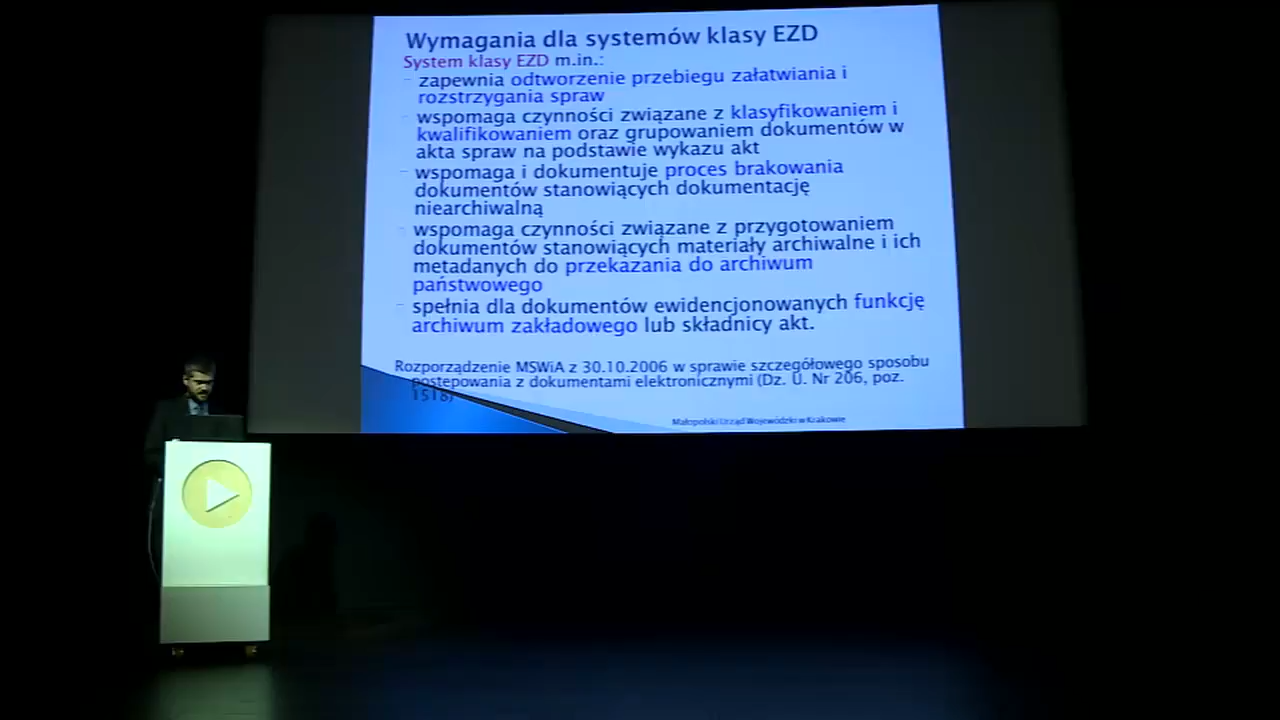 Wymagania dla systemów klasy EZD
System klasy EZD m.in.:
– zapewnia odtworzenie przebiegu załatwiania i
rozstrzygania spraw
– wspomaga czynności związane z klasyfikowaniem i
kwalifikowaniem oraz grupowaniem dokumentów w
akta spraw na podstawie wykazu akt
– wspomaga i dokumentuje proces brakowania
dokumentów stanowiących dokumentację
niearchiwalną
– wspomaga czynności związane z przygotowaniem
dokumentów stanowiących materiały archiwalne i ich
metadanych do przekazania do archiwum
państwowego
– spełnia dla dokumentów ewidencjonowanych funkcję
archiwum zakładowego lub składnicy akt.
Rozporządzenie MSWiA z 30.10.2006 w sprawie szczegółowego sposobu
postępowania z dokumentami elektronicznymi (Dz. U. Nr 206, poz.
1518)
Małopolski Urząd Wojewódzki w Krakowie